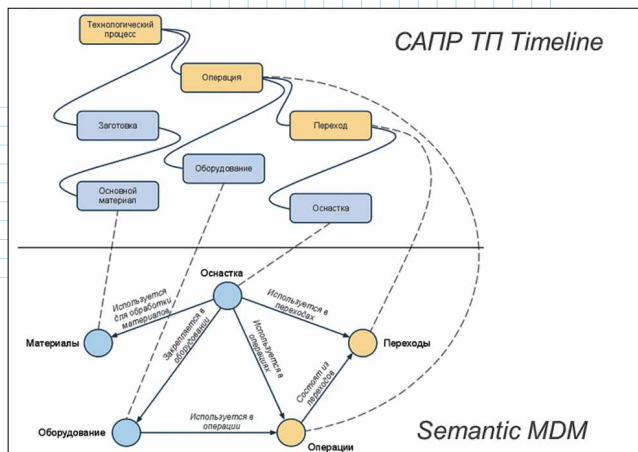 Технологический
процесс
САПР ТП Timeline
Операция
Заготовка
Переход
Оборудование
Основной
материал
Оснастка
Оснастка
Используется
для обработки
материалов
Используется в
переходах
Закрепляется в
оборудовании
Используется в
операциях
Материалы
Переходы
Состоят из
переходов
Используется в
операции
Оборудование
Операции
Semantic MDM